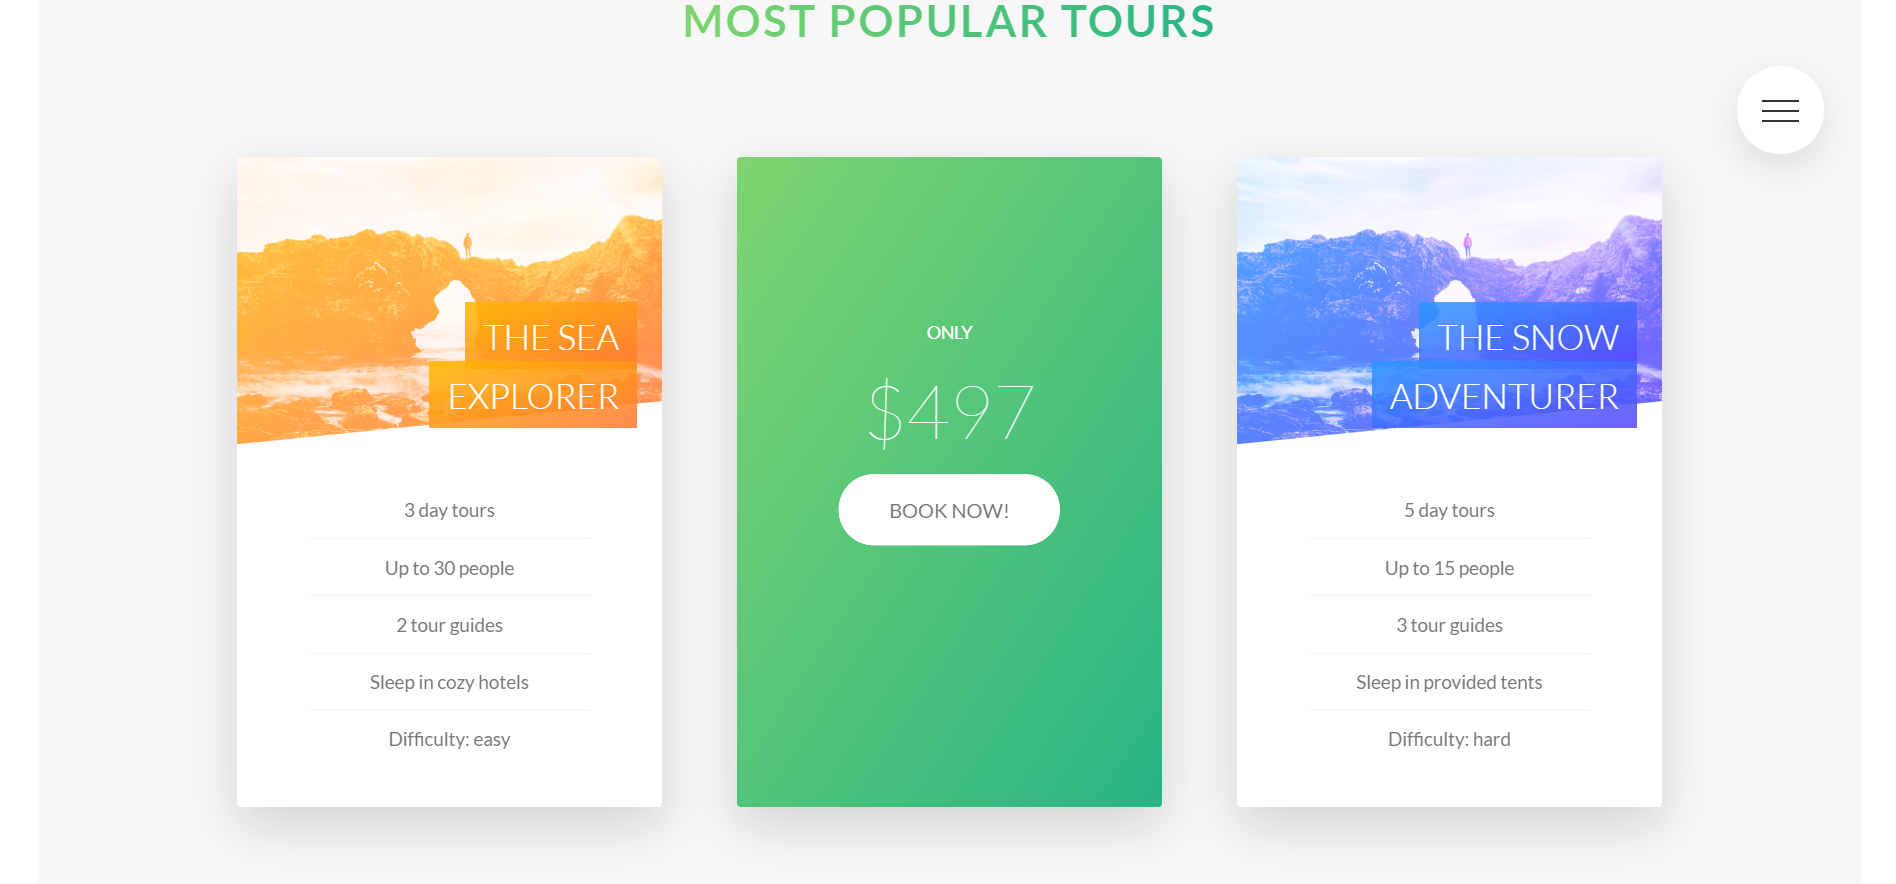 MOST POPULAR TOURS
THE SEA
EXPLORER
3 day tours
Up to 30 people
2 tour guides
Sleep in cozy hotels
Difficulty: easy
ONLY
$497
BOOK NOW!
THE SNOW
ADVENTURER
5 day tours
Up to 15 people
3 tour guides
Sleep in provided tents
Difficulty: hard